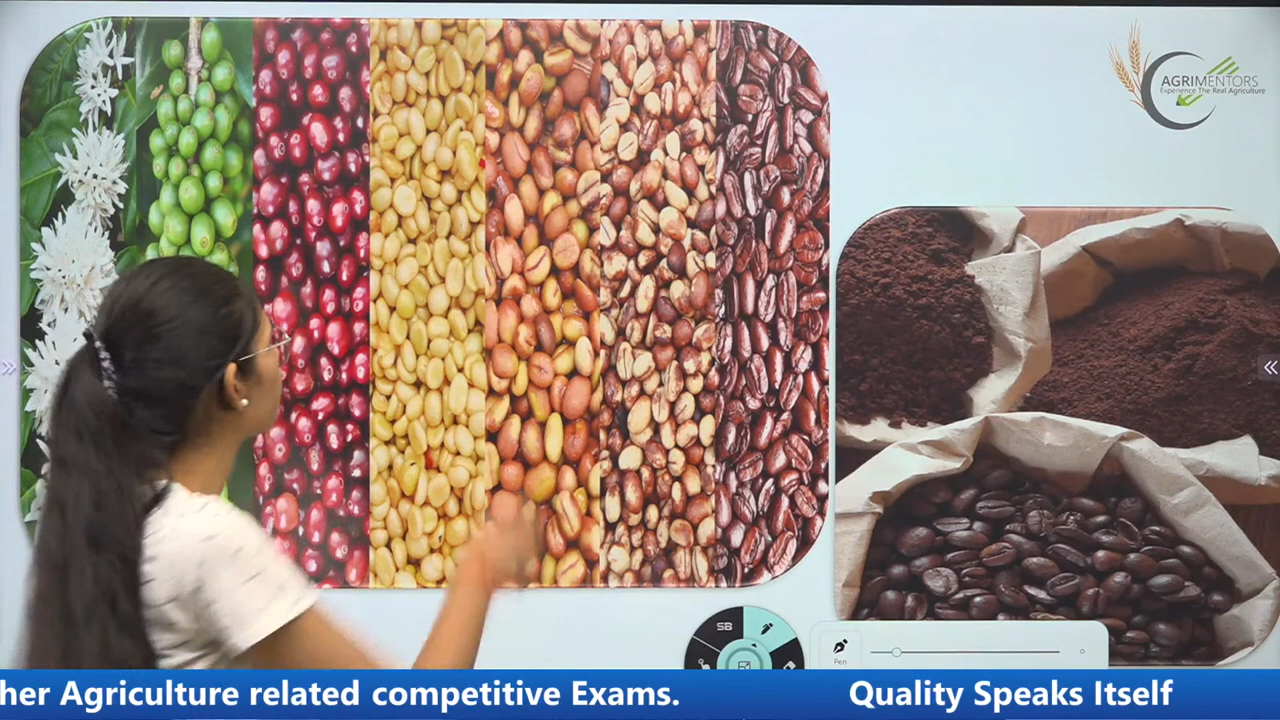 AGRIMENTORS
Experience The Real Agriculture
SB
Pen
her Agriculture related competitive Exams.
Quality Speaks Itself